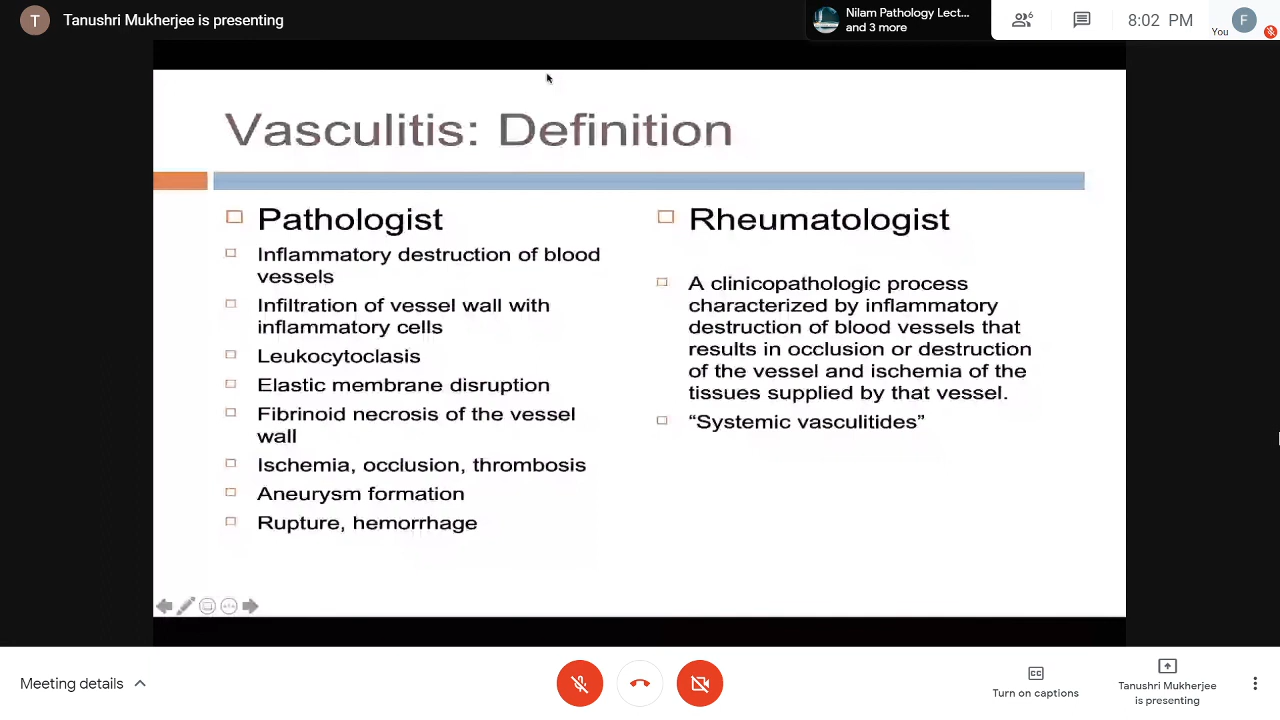 T
Tanushri Mukherjee is presenting
Nilam Pathology Lect...
and 3 more
6
8:02 PM
You
F
Vasculitis: Definition
Pathologist
Inflammatory destruction of blood
vessels
Infiltration of vessel wall with
inflammatory cells
Leukocytoclasis
Elastic membrane disruption
Fibrinoid necrosis of the vessel
wall
Ischemia, occlusion, thrombosis
Aneurysm formation
Rupture, hemorrhage
Rheumatologist
A clinicopathologic process
characterized by inflammatory
destruction of blood vessels that
results in occlusion or destruction
of the vessel and ischemia of the
tissues supplied by that vessel.
“Systemic vasculitides”
Meeting details
CC
Turn on captions
Tanushri Mukherjee
is presenting